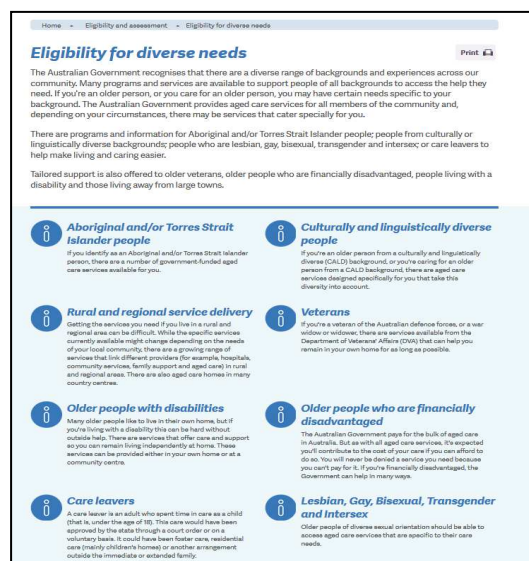 Home - Eligibility and assessment - Eligibility for diverse needs
Eligibility for diverse needs
Print
The Australian Government recognises that there are a diverse range of backgrounds and experiences across our
community. Many programs and services are available to support people of all backgrounds to access the help they
need. If you're an older person, or you care for an older person, you may have certain needs specific to your
background. The Australian Government provides aged care services for all members of the community and,
depending on your circumstances, there may be services that cater specially for you.
There are programs and information for Aboriginal and/or Torres Strait Islander people; people from culturally or
linguistically diverse backgrounds; people who are lesbian, gay, bisexual, transgender and intersex; or care leavers to
help make living and caring easier.
Tailored support is also offered to older veterans, older people who are financially disadvantaged, people living with a
disability and those living away from large towns.
Aboriginal and/or Torres Strait
Islander people
If you identify as an Aboriginal and/or Torres Strait Islander
person, there are a number of government-funded aged
care services available for you.
Culturally and linguistically diverse
people
If you're an older person from a culturally and linguistically
diverse (CALD) background, or you're caring for an older
person from a CALD background, there are aged care
services designed specifically for you that take this
diversity into account.
Rural and regional service delivery
Getting the services you need if you live in a rural and
regional area can be difficult. While the specific services
currently available might change depending on the needs
of your local community, there are a growing range of
services that link different providers (for example, hospitals,
community services, family support and aged care) in rural
and regional areas. There are also aged care homes in many
country centres.
Veterans
If you're a veteran of the Australian defence forces, or a war
widow or widower, there are services available from the
Department of Veterans' Affairs (DVA) that can help you
remain in your own home for as long as possible.
Older people with disabilities
Many older people like to live in their own home, but if
you're living with a disability this can be hard without
outside help. There are services that offer care and support
so you can remain living independently at home. These
services can be provided either in your own home or at a
community centre.
Older people who are financially
disadvantaged
The Australian Government pays for the bulk of aged care
in Australia. But as with all aged care services, it's expected
you'll contribute to the cost of your care if you can afford to
do so. You will never be denied a service you need because
you can't pay for it. If you're financially disadvantaged, the
Government can help in many ways.
Care leavers
A care leaver is an adult who spent time in care as a child
(that is, under the age of 18). This care would have been
approved by the state through a court order or on a
voluntary basis. It could have been foster care, residential
care (mainly children's homes) or another arrangement
outside the immediate or extended family.
Lesbian, Gay, Bisexual, Transgender
and Intersex
Older people of diverse sexual orientation should be able to
access aged care services that are specific to their care
needs.